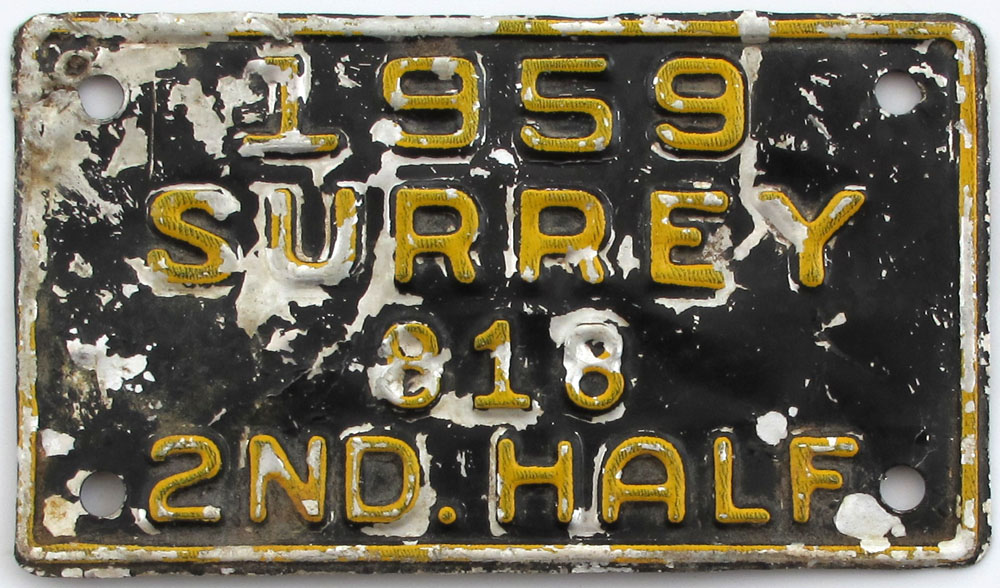 1959
SURREY
818
2ND. HALF